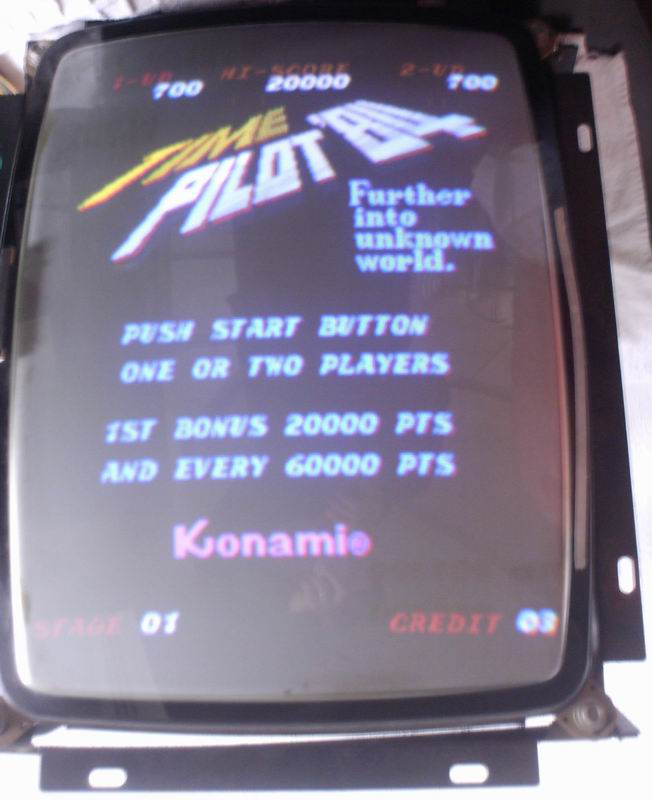 1-UP HI-SCORE 2-UP
700 20000 700
TIME
PILOT '84
Further
into
unknown
world.
PUSH START BUTTON
ONE OR TWO PLAYERS
1ST BONUS 20000 PTS
AND EVERY 60000 PTS
Konami©
STAGE 01 CREDIT 03